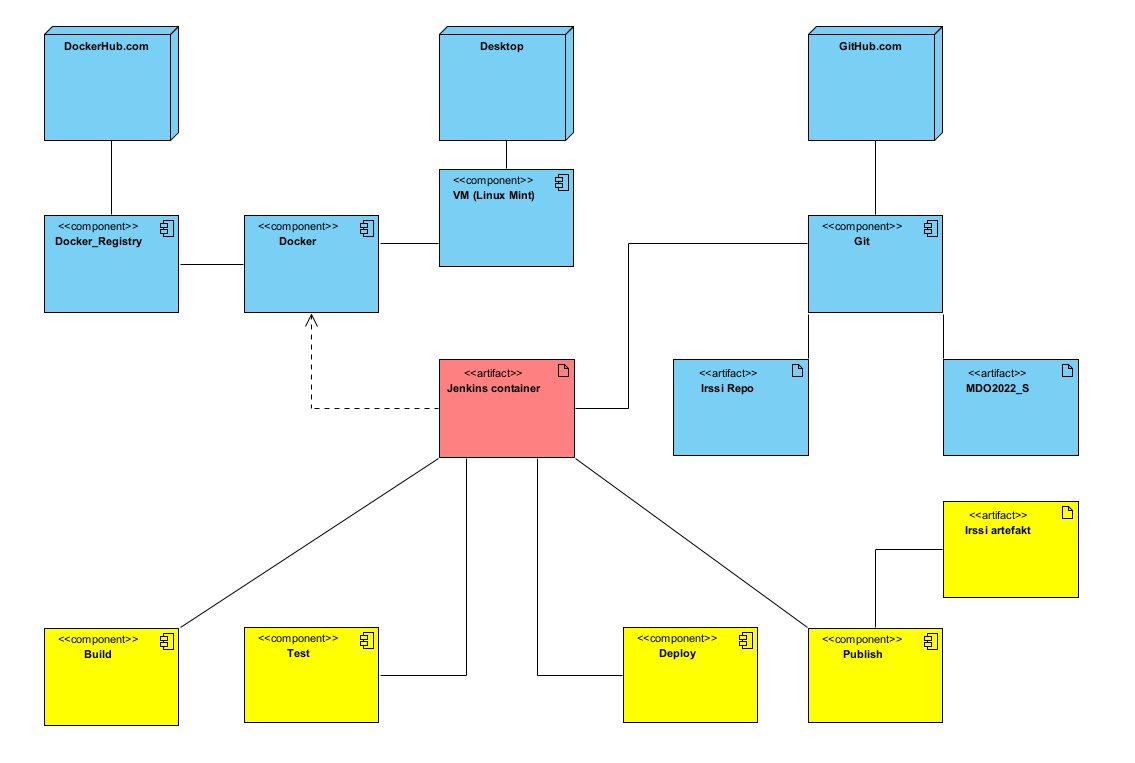 DockerHub.com
Desktop
GitHub.com
<<component>>
VM (Linux Mint)
<<component>>
Docker_Registry
<<component>>
Docker
<<component>>
Git
<<artifact>>
Jenkins container
<<artifact>>
Irssi Repo
<<artifact>>
MDO2022_S
<<artifact>>
Irssi artefakt
<<component>>
Build
<<component>>
Test
<<component>>
Deploy
<<component>>
Publish